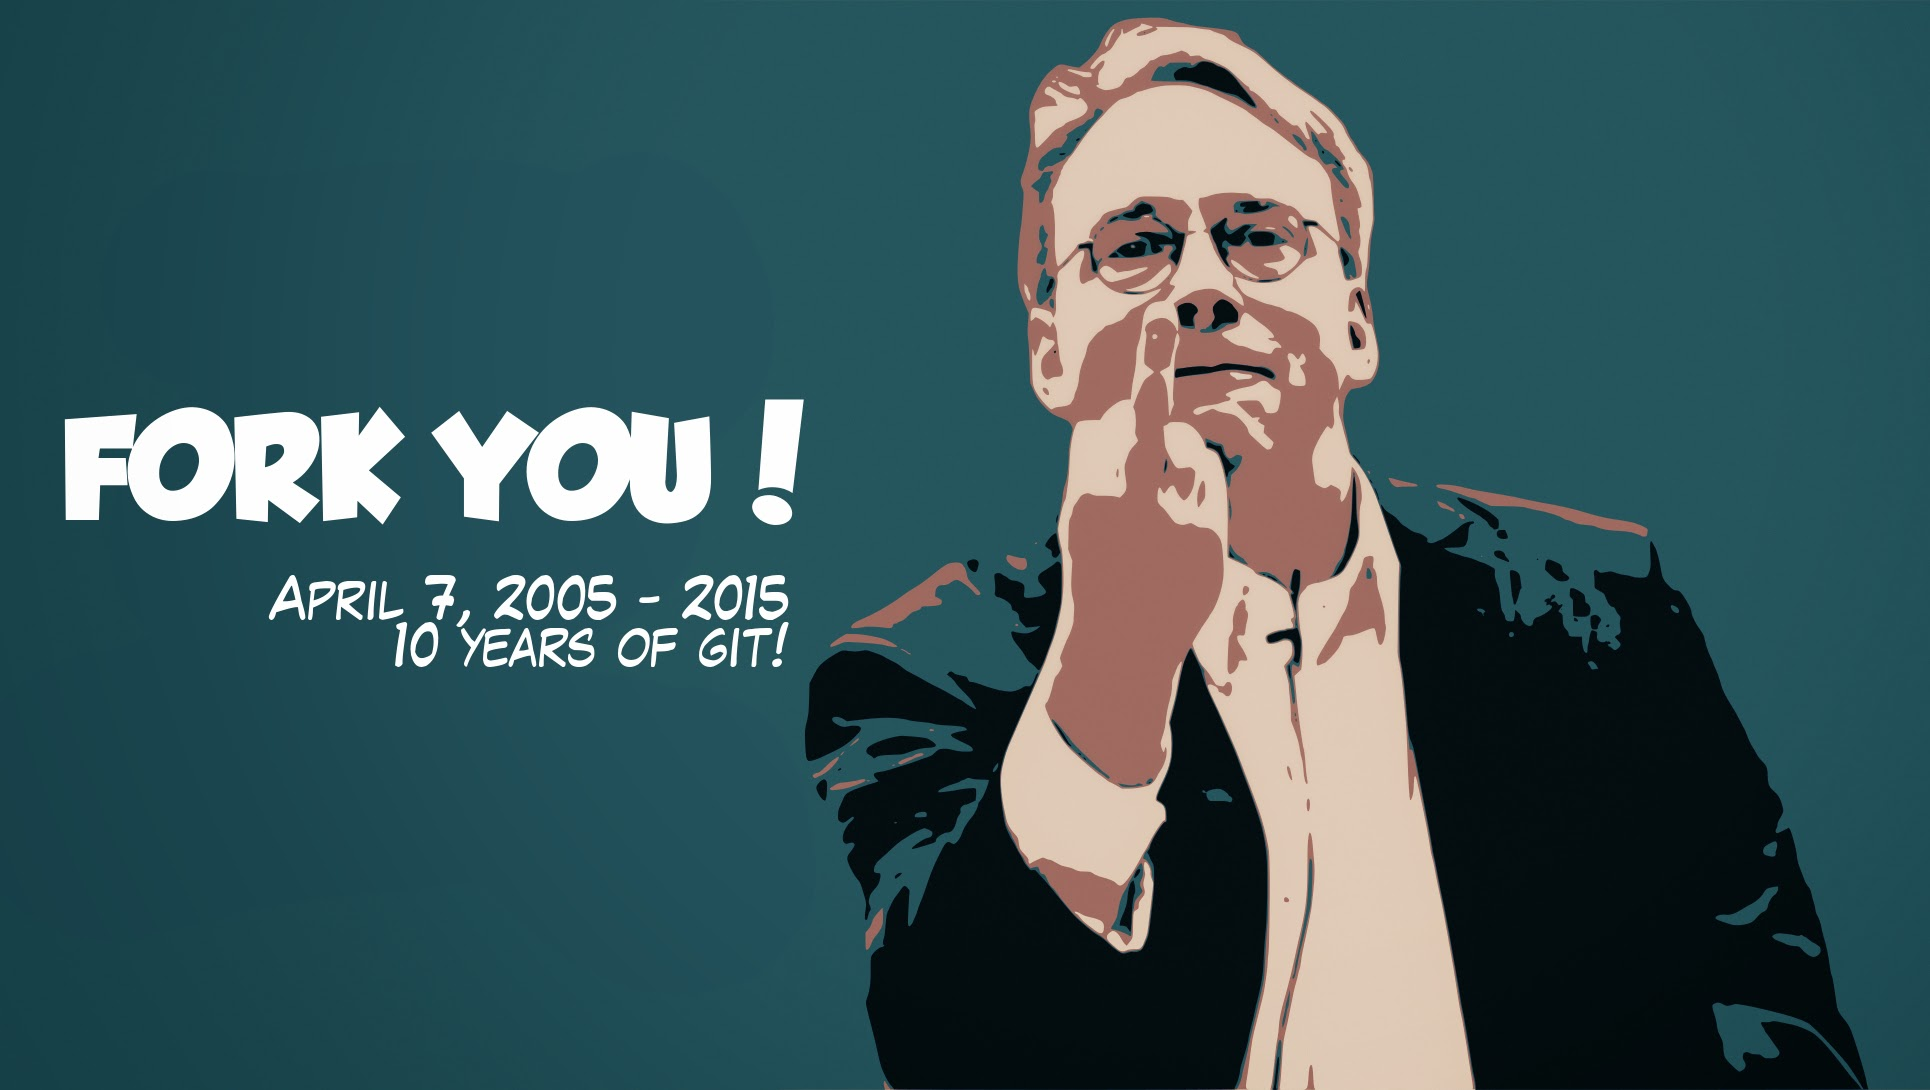 FORK YOU!
APRIL 7, 2005 - 2015
10 YEARS OF GIT!